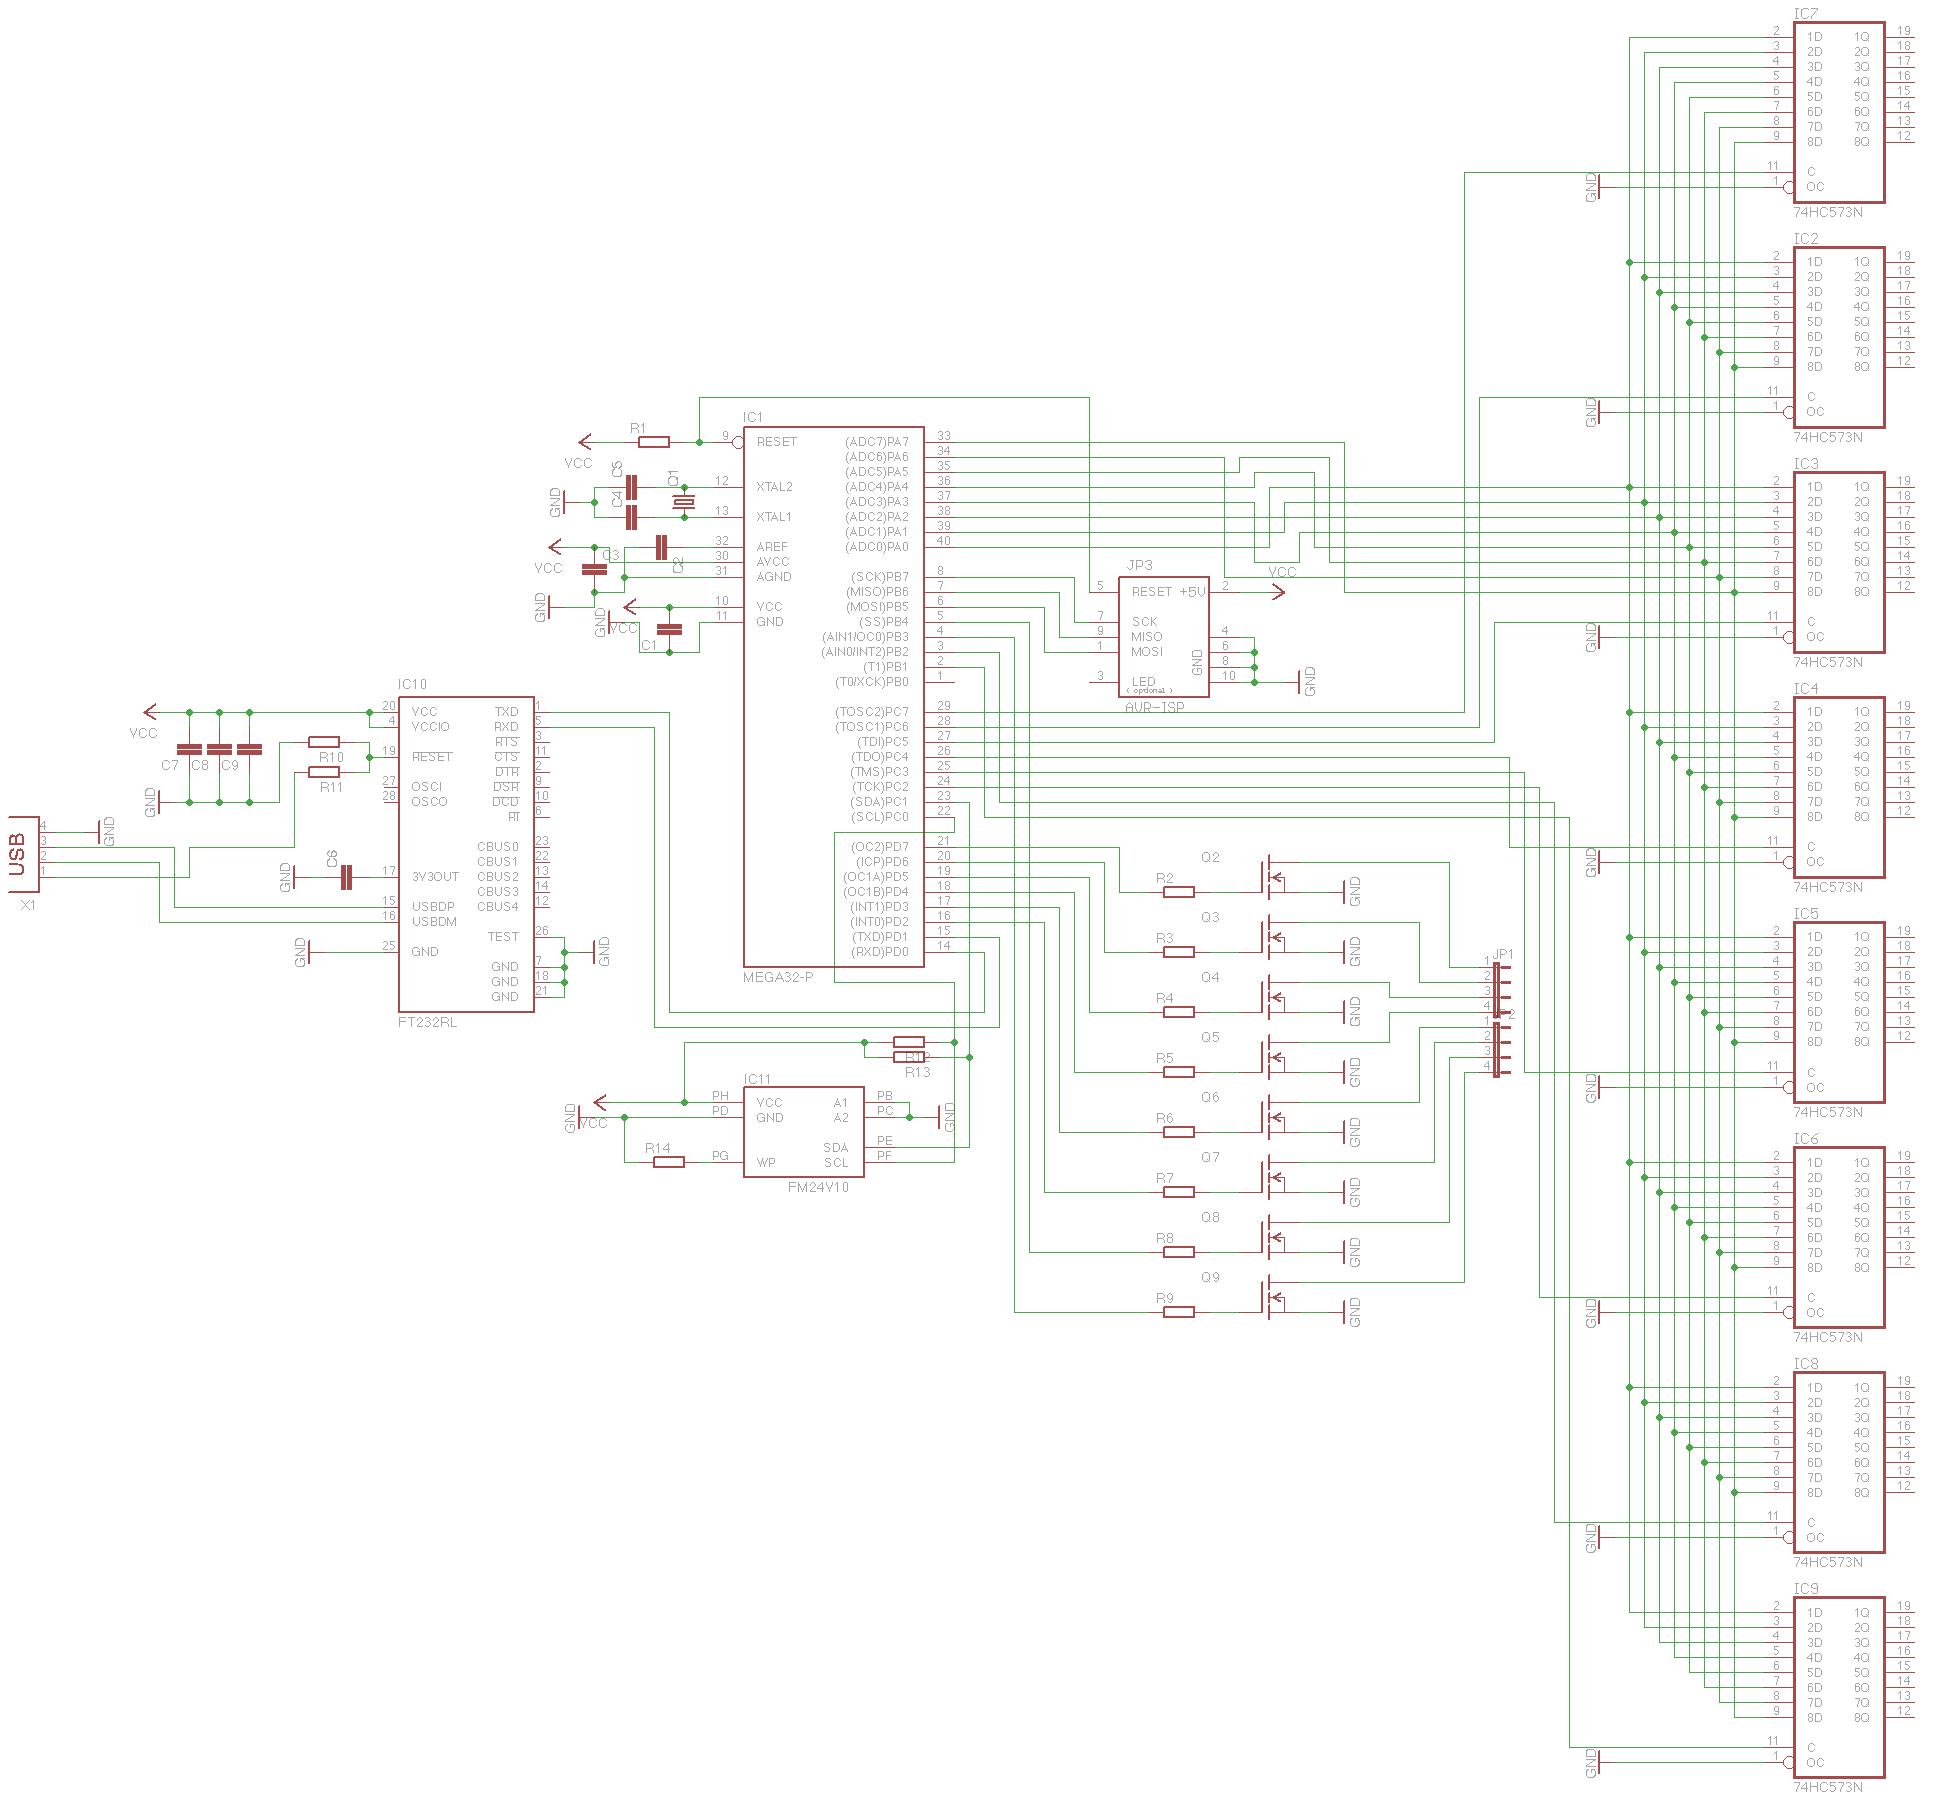 IC7
2 1D 1Q 19
3 2D 2Q 18
4 3D 3Q 17
5 4D 4Q 16
6 5D 5Q 15
7 6D 6Q 14
8 7D 7Q 13
9 8D 8Q 12
11 C
GND 1 OC
74HC573N
IC2
2 1D 1Q 19
3 2D 2Q 18
4 3D 3Q 17
5 4D 4Q 16
6 5D 5Q 15
7 6D 6Q 14
8 7D 7Q 13
9 8D 8Q 12
11 C
GND 1 OC
74HC573N
IC3
2 1D 1Q 19
3 2D 2Q 18
4 3D 3Q 17
5 4D 4Q 16
6 5D 5Q 15
7 6D 6Q 14
8 7D 7Q 13
9 8D 8Q 12
11 C
GND 1 OC
74HC573N
IC4
2 1D 1Q 19
3 2D 2Q 18
4 3D 3Q 17
5 4D 4Q 16
6 5D 5Q 15
7 6D 6Q 14
8 7D 7Q 13
9 8D 8Q 12
11 C
GND 1 OC
74HC573N
IC5
2 1D 1Q 19
3 2D 2Q 18
4 3D 3Q 17
5 4D 4Q 16
6 5D 5Q 15
7 6D 6Q 14
8 7D 7Q 13
9 8D 8Q 12
11 C
GND 1 OC
74HC573N
IC6
2 1D 1Q 19
3 2D 2Q 18
4 3D 3Q 17
5 4D 4Q 16
6 5D 5Q 15
7 6D 6Q 14
8 7D 7Q 13
9 8D 8Q 12
11 C
GND 1 OC
74HC573N
IC8
2 1D 1Q 19
3 2D 2Q 18
4 3D 3Q 17
5 4D 4Q 16
6 5D 5Q 15
7 6D 6Q 14
8 7D 7Q 13
9 8D 8Q 12
11 C
GND 1 OC
74HC573N
IC9
2 1D 1Q 19
3 2D 2Q 18
4 3D 3Q 17
5 4D 4Q 16
6 5D 5Q 15
7 6D 6Q 14
8 7D 7Q 13
9 8D 8Q 12
11 C
GND 1 OC
74HC573N
IC1
R1 9 RESET (ADC7)PA7 33
VCC
(ADC6)PA6 34
C5
(ADC5)PA5 35
Q1
12 XTAL2 (ADC4)PA4 36
GND
C4
(ADC3)PA3 37
13 XTAL1 (ADC2)PA2 38
(ADC1)PA1 39
32 AREF (ADC0)PA0 40
C3
30 AVCC
VCC
C2
31 AGND (SCK)PB7 8
(MISO)PB6 7
GND
10 VCC (MOSI)PB5 6
GND
VCC
11 GND (SS)PB4 5
C1
(AIN1/OC0)PB3 4
(AIN0/INT2)PB2 3
(T1)PB1 2
(T0/XCK)PB0 1
(TOSC2)PC7 29
(TOSC1)PC6 28
(TDI)PC5 27
(TDO)PC4 26
(TMS)PC3 25
(TCK)PC2 24
(SDA)PC1 23
(SCL)PC0 22
(OC2)PD7 21
(ICP)PD6 20
(OC1A)PD5 19
(OC1B)PD4 18
(INT1)PD3 17
(INT0)PD2 16
(TXD)PD1 15
(RXD)PD0 14
MEGA32-P
JP3
VCC
5 RESET +5V 2
7 SCK
9 MISO 4
1 MOSI 6
GND 8
3 LED 10
( optional )
GND
AVR-ISP
IC10
20 VCC TXD 1
4 VCCIO RXD 5
VCC
RTS 3
19 RESET CTS 11
C7 C8 C9
R10
DTR 2
27 OSCI DSR 9
R11
28 OSCO DCD 10
GND
RI 6
CBUS0 23
CBUS1 22
GND C6 17 3V3OUT CBUS2 13
CBUS3 14
15 USBDP CBUS4 12
16 USBDM
TEST 26
GND 25 GND
GND
GND 7
GND 18
GND 21
FT232RL
USB
4 GND
3
2
1
X1
R12
R13
IC11
PH VCC A1 PB
GND
VCC
PD GND A2 PC GND
SDA PE
R14 PG WP SCL PF
FM24V10
Q2
R2 GND
Q3
R3 GND
Q4
R4 GND
Q5
R5 GND
Q6
R6 GND
Q7
R7 GND
Q8
R8 GND
Q9
R9 GND
JP1
1
2
3
4
1
2
3
4